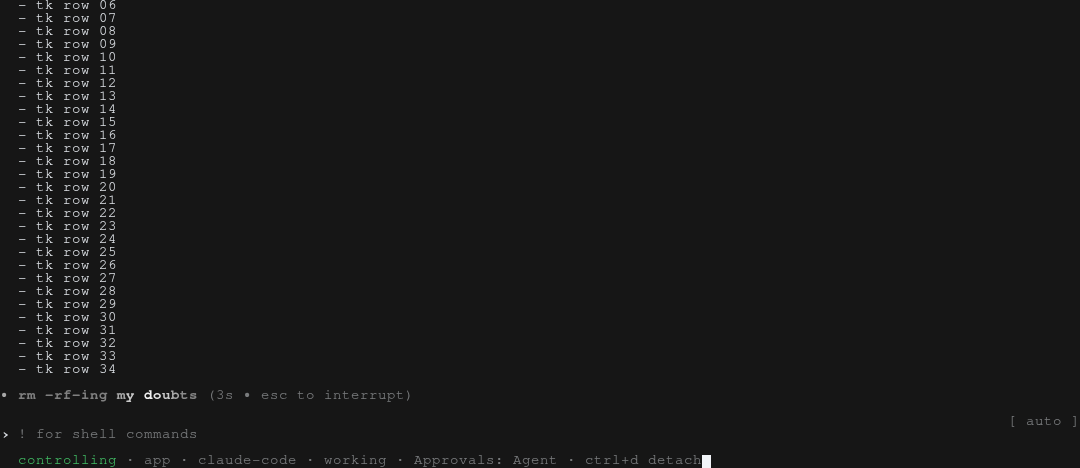 - tk row 06
- tk row 07
- tk row 08
- tk row 09
- tk row 10
- tk row 11
- tk row 12
- tk row 13
- tk row 14
- tk row 15
- tk row 16
- tk row 17
- tk row 18
- tk row 19
- tk row 20
- tk row 21
- tk row 22
- tk row 23
- tk row 24
- tk row 25
- tk row 26
- tk row 27
- tk row 28
- tk row 29
- tk row 30
- tk row 31
- tk row 32
- tk row 33
- tk row 34
• rm -rf-ing my doubts (3s • esc to interrupt)
[ auto ]
› ! for shell commands
controlling · app · claude-code · working · Approvals: Agent · ctrl+d detach